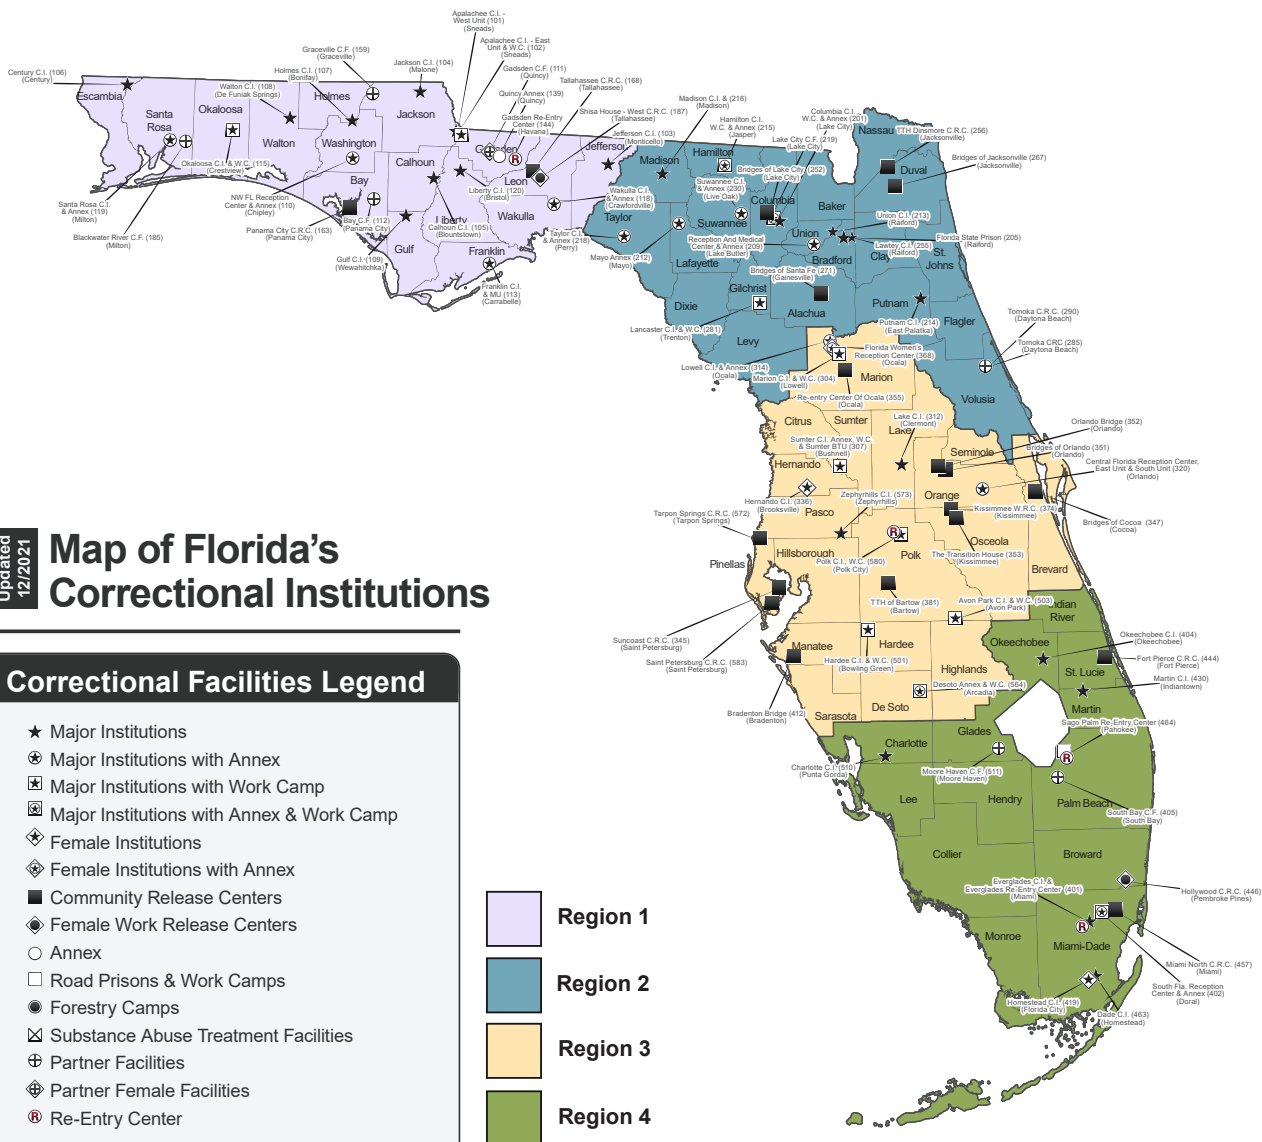 Apalachee C.I. -
West Unit (101)
(Sneads)
Apalachee C.I. - East
Unit & W.C. (102)
(Sneads)
Graceville C.F. (159)
(Graceville)
Jackson C.I. (104)
(Malone)
Gadsden C.F. (111)
(Quincy)
Century C.I. (106)
(Century)
Holmes C.I. (107)
(Bonifay)
Walton C.I. (108)
(De Funiak Springs)
Quincy Annex (139)
(Quincy)
Tallahassee C.R.C. (168)
(Tallahassee)
Gadsden Re-Entry
Center (144)
(Havana)
Shisa House - West C.R.C. (187)
(Tallahassee)
Jefferson C.I. (103)
(Monticello)
Escambia
Santa
Rosa
Okaloosa
Walton
Holmes
Washington
Jackson
Calhoun
Bay
Gulf
Liberty
Gadsden
Leon
Wakulla
Franklin
Jefferson
Okaloosa C.I. & W.C. (115)
(Crestview)
Santa Rosa C.I.
& Annex (119)
(Milton)
Blackwater River C.F. (185)
(Milton)
NW FL Reception
Center & Annex (110)
(Chipley)
Panama City C.R.C. (163)
(Panama City)
Bay C.F. (112)
(Panama City)
Gulf C.I. (109)
(Wewahitchka)
Liberty C.I. (120)
(Bristol)
Calhoun C.I. (105)
(Blountstown)
Franklin C.I.
& MU (113)
(Carrabelle)
Wakulla C.I.
& Annex (118)
(Crawfordville)
Taylor C.I.
& Annex (218)
(Perry)
Mayo Annex (212)
(Mayo)
Madison C.I. & (216)
(Madison)
Hamilton C.I.
W.C. & Annex (215)
(Jasper)
Columbia C.I.
W.C. & Annex (201)
(Lake City)
Lake City C.F. (219)
(Lake City)
Bridges of Lake City (252)
(Lake City)
Suwannee C.I.
& Annex (230)
(Live Oak)
TTH Dinsmore C.R.C. (256)
(Jacksonville)
Bridges of Jacksonville (267)
(Jacksonville)
Union C.I. (213)
(Raiford)
Florida State Prison (205)
(Raiford)
Lawtey C.I. (255)
(Raiford)
Reception And Medical
Center & Annex (209)
(Lake Butler)
Bridges of Santa Fe (271)
(Gainesville)
Lancaster C.I. & W.C. (281)
(Trenton)
Putnam C.I. (214)
(East Palatka)
Tomoka C.R.C. (290)
(Daytona Beach)
Tomoka CRC (285)
(Daytona Beach)
Madison
Hamilton
Taylor
Suwannee
Columbia
Lafayette
Dixie
Gilchrist
Levy
Alachua
Union
Bradford
Baker
Nassau
Duval
Clay
St.
Johns
Putnam
Flagler
Volusia
Florida Women's
Reception Center (368)
(Ocala)
Lowell C.I. & Annex (314)
(Ocala)
Marion C.I. & W.C. (304)
(Lowell)
Re-entry Center Of Ocala (355)
(Ocala)
Lake C.I. (312)
(Clermont)
Sumter C.I. Annex, W.C.
& Sumter BTU (307)
(Bushnell)
Orlando Bridge (352)
(Orlando)
Bridges of Orlando (351)
(Orlando)
Central Florida Reception Center,
East Unit & South Unit (320)
(Orlando)
Hernando C.I. (336)
(Brooksville)
Zephyrhills C.I. (573)
(Zephyrhills)
Kissimmee W.R.C. (374)
(Kissimmee)
Bridges of Cocoa (347)
(Cocoa)
Tarpon Springs C.R.C. (572)
(Tarpon Springs)
The Transition House (353)
(Kissimmee)
Polk C.I., W.C. (580)
(Polk City)
TTH of Bartow (381)
(Bartow)
Avon Park C.I. & W.C. (503)
(Avon Park)
Suncoast C.R.C. (345)
(Saint Petersburg)
Saint Petersburg C.R.C. (583)
(Saint Petersburg)
Hardee C.I. & W.C. (501)
(Bowling Green)
Desoto Annex & W.C. (564)
(Arcadia)
Bradenton Bridge (412)
(Bradenton)
Marion
Citrus
Sumter
Lake
Hernando
Seminole
Orange
Pasco
Hillsborough
Pinellas
Polk
Osceola
Brevard
Manatee
Hardee
Highlands
Sarasota
De Soto
Indian
River
Okeechobee
St. Lucie
Martin
Glades
Charlotte
Lee
Hendry
Palm Beach
Collier
Broward
Monroe
Miami-Dade
Okeechobee C.I. (404)
(Okeechobee)
Fort Pierce C.R.C. (444)
(Fort Pierce)
Martin C.I. (430)
(Indiantown)
Sago Palm Re-Entry Center (464)
(Pahokee)
Charlotte C.I. (510)
(Punta Gorda)
Moore Haven C.F. (511)
(Moore Haven)
South Bay C.F. (405)
(South Bay)
Everglades C.I. &
Everglades Re-Entry Center (401)
(Miami)
Hollywood C.R.C. (446)
(Pembroke Pines)
Miami North C.R.C. (457)
(Miami)
South Fla. Reception
Center & Annex (402)
(Doral)
Homestead C.I. (419)
(Florida City)
Dade C.I. (463)
(Homestead)
Updated
12/2021
Map of Florida's
Correctional Institutions
Correctional Facilities Legend
Major Institutions
Major Institutions with Annex
Major Institutions with Work Camp
Major Institutions with Annex & Work Camp
Female Institutions
Female Institutions with Annex
Community Release Centers
Female Work Release Centers
Annex
Road Prisons & Work Camps
Forestry Camps
Substance Abuse Treatment Facilities
Partner Facilities
Partner Female Facilities
R Re-Entry Center
Region 1
Region 2
Region 3
Region 4